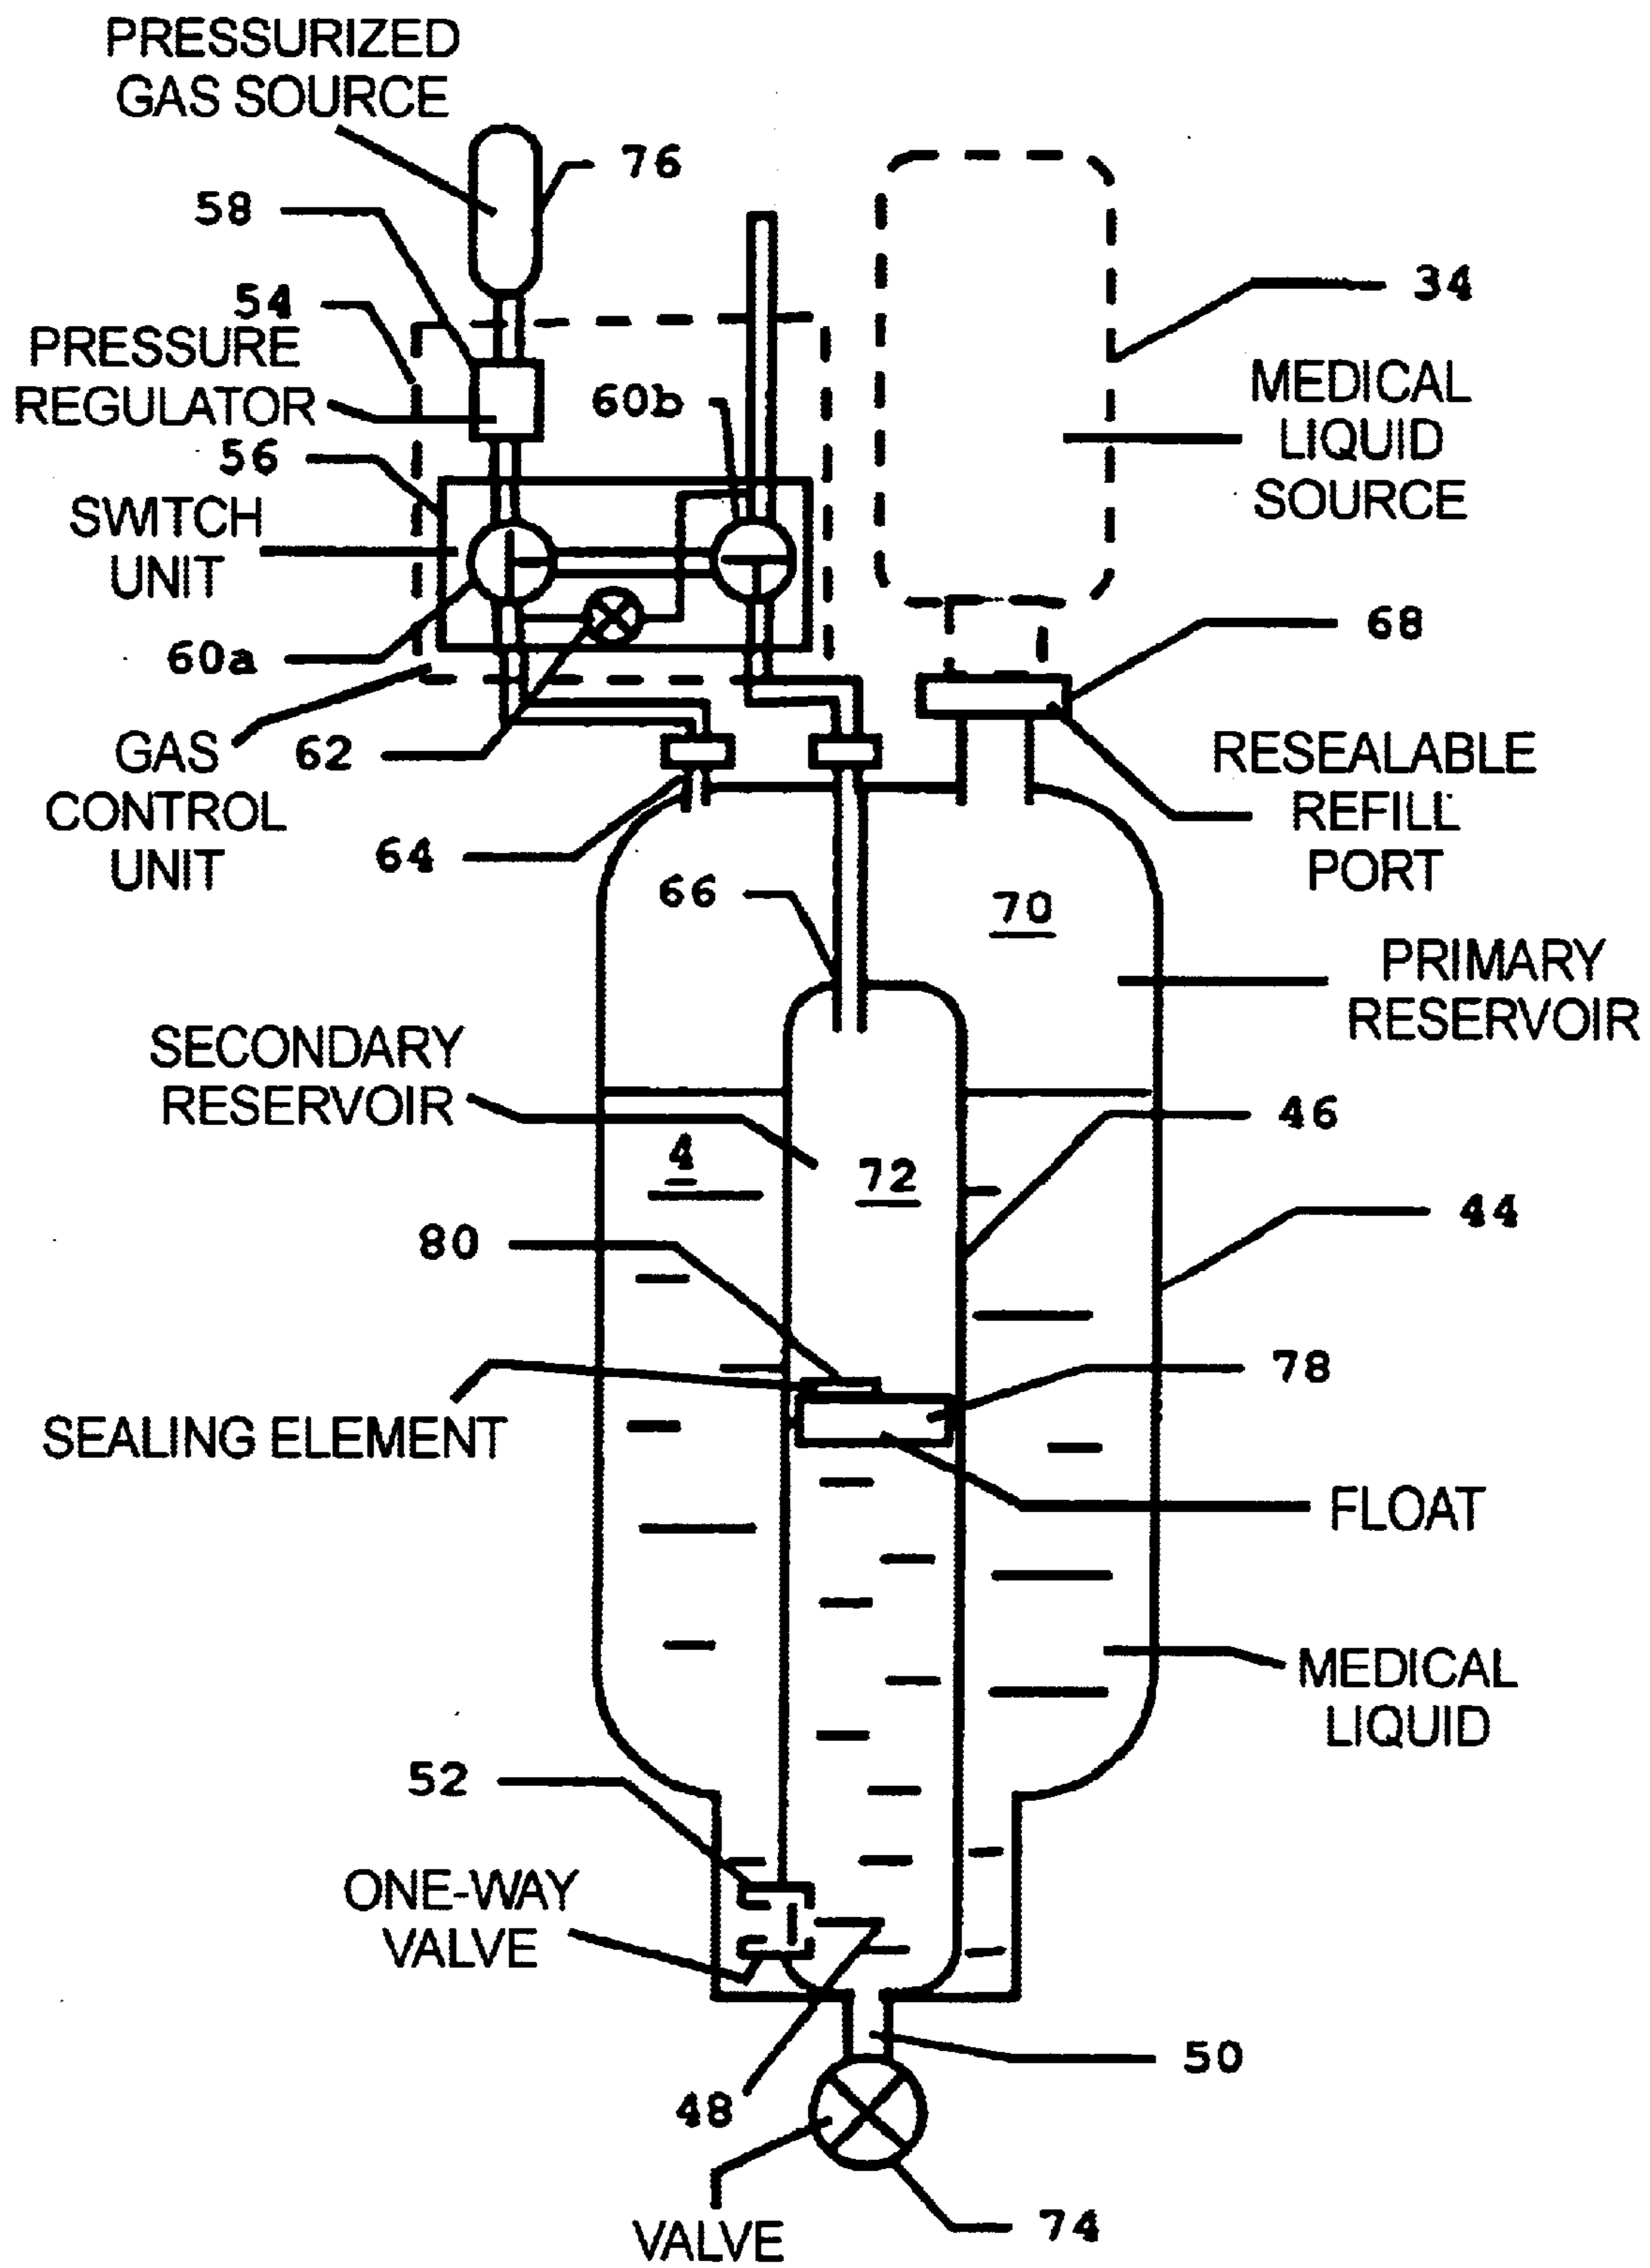 PRESSURIZED
GAS SOURCE
76
58
54
34
PRESSURE
REGULATOR
60b
MEDICAL
LIQUID
SOURCE
56
SWITCH
UNIT
68
60a
62
GAS
CONTROL
UNIT
RESEALABLE
REFILL
PORT
64
66
70
PRIMARY
RESERVOIR
SECONDARY
RESERVOIR
46
4
72
44
80
78
SEALING ELEMENT
FLOAT
MEDICAL
LIQUID
52
ONE-WAY
VALVE
50
48
74
VALVE